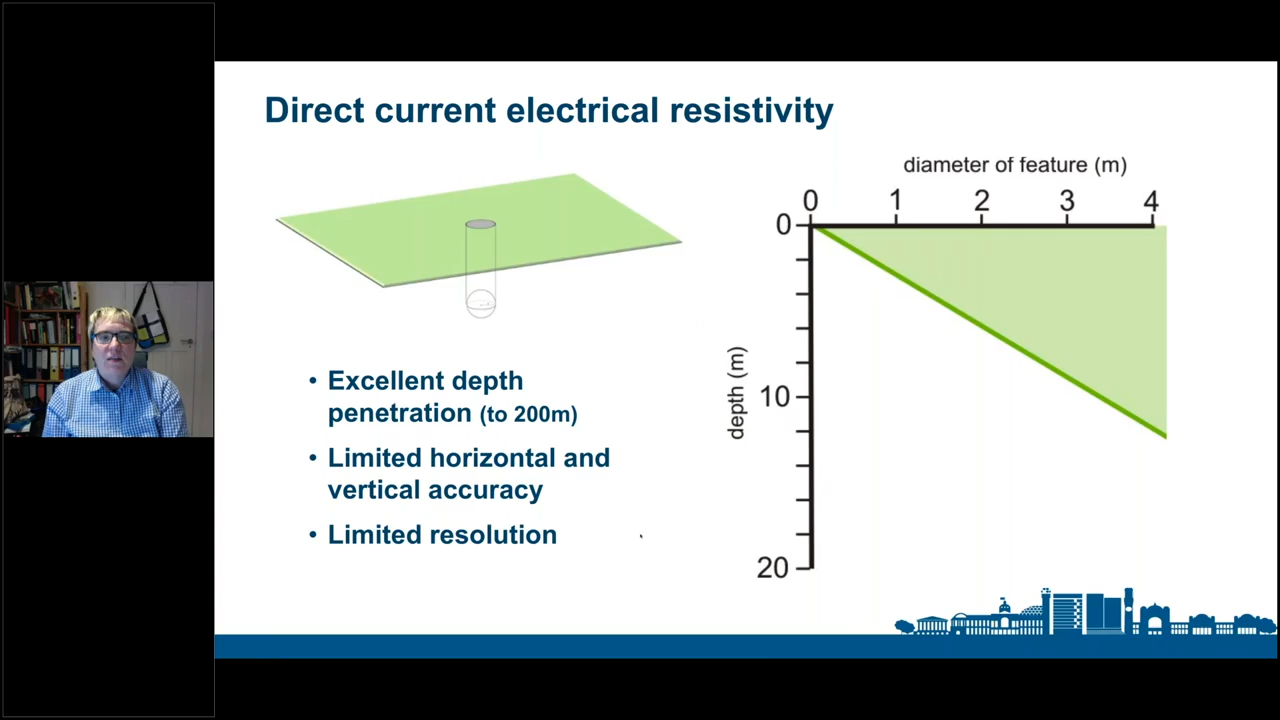 Direct current electrical resistivity
• Excellent depth
penetration (to 200m)
• Limited horizontal and
vertical accuracy
• Limited resolution
diameter of feature (m)
0 1 2 3 4
0
depth (m)
10
20